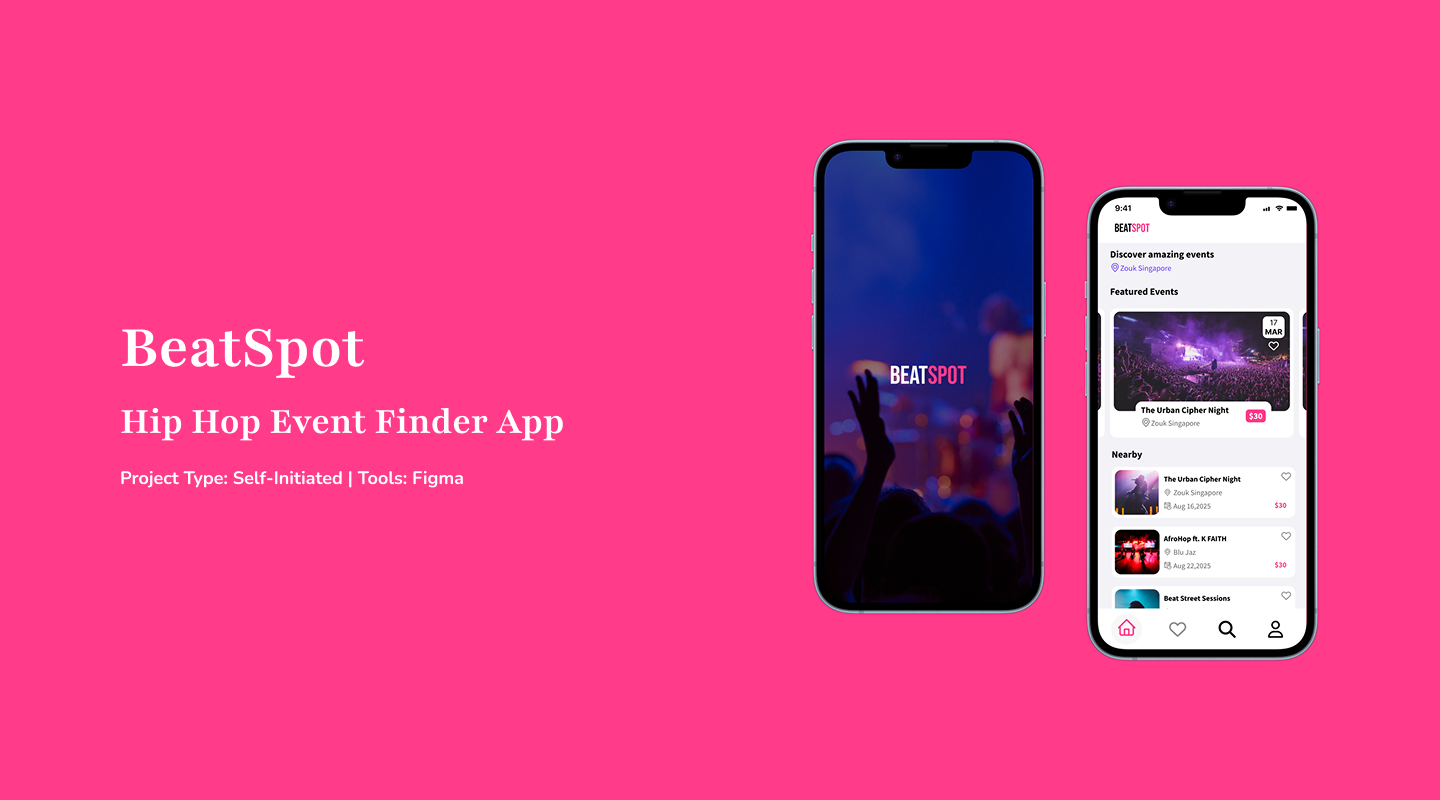 BeatSpot
Hip Hop Event Finder App
Project Type: Self-Initiated | Tools: Figma
BEATSPOT
9:41
BEATSPOT
Discover amazing events
Zouk Singapore
Featured Events
17
MAR
The Urban Cipher Night
Zouk Singapore
$30
Nearby
The Urban Cipher Night
Zouk Singapore
Aug 16,2025
$30
AfroHop ft. K FAITH
Blu Jaz
Aug 22,2025
$30
Beat Street Sessions